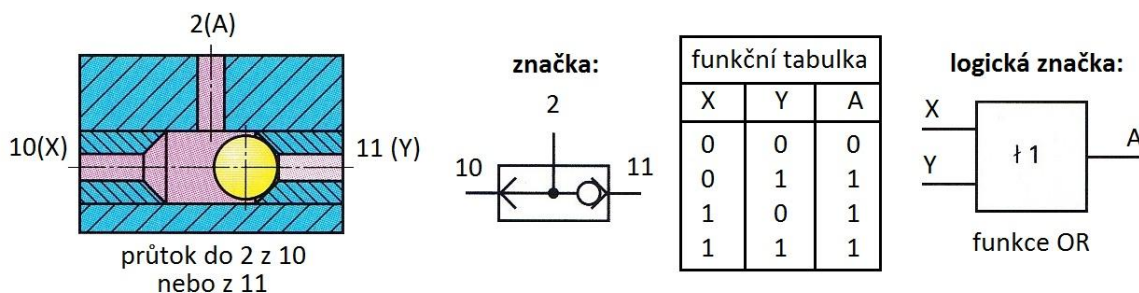 2(A)
10(X)
11 (Y)
průtok do 2 z 10
nebo z 11
značka:
2
10
11
funkční tabulka
X Y A
0 0 0
0 1 1
1 0 1
1 1 1
logická značka:
X
Y
A
ł 1
funkce OR